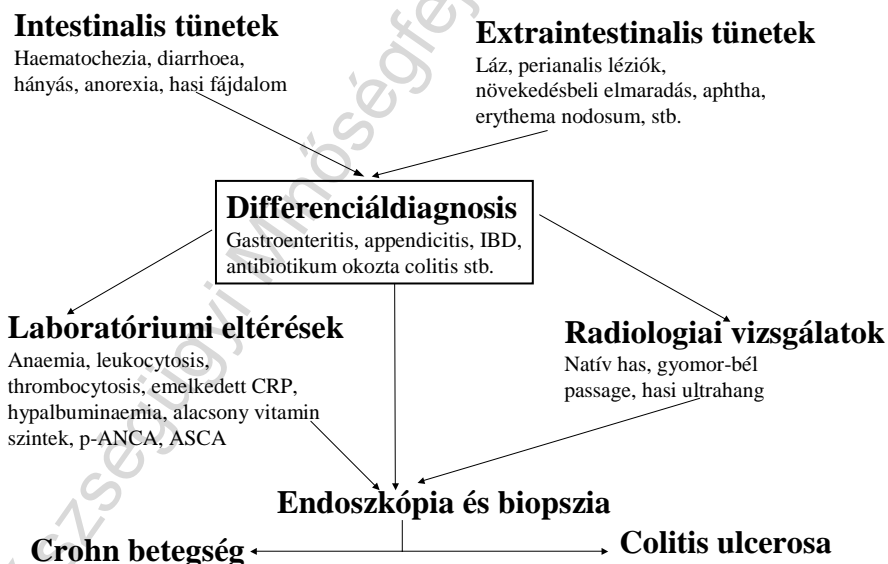 Intestinalis tünetek
Haematochezia, diarrhoea,
hányás, anorexia, hasi fájdalom
Extraintestinalis tünetek
Láz, perianalis léziók,
növekedésbeli elmaradás, aphtha,
erythema nodosum, stb.
Differenciáldiagnosis
Gastroenteritis, appendicitis, IBD,
antibiotikum okozta colitis stb.
Laboratóriumi eltérések
Anaemia, leukocytosis,
thrombocytosis, emelkedett CRP,
hypalbuminaemia, alacsony vitamin
szintek, p-ANCA, ASCA
Radiologiai vizsgálatok
Natív has, gyomor-bél
passage, hasi ultrahang
Endoszkópia és biopszia
Crohn betegség
Colitis ulcerosa